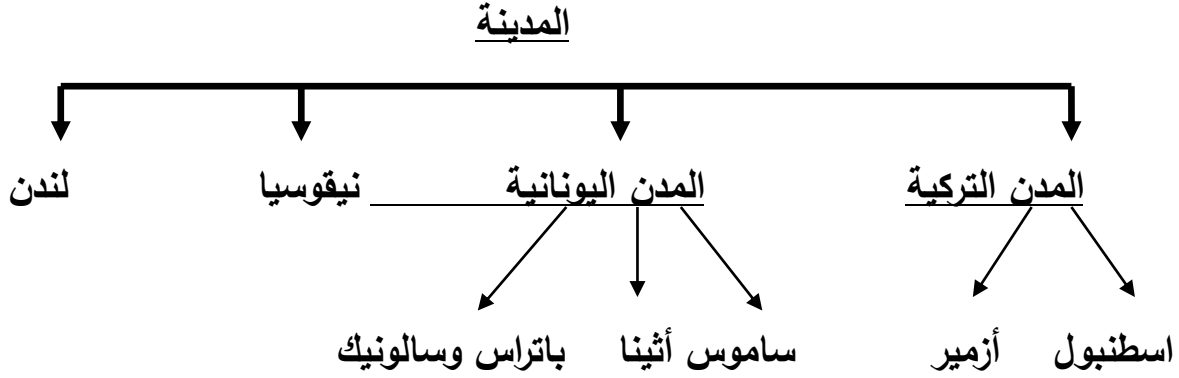 المدينة
المدن التركية المدن اليونانية نيقوسيا لندن
اسطنبول أزمير ساموس أثينا باتراس وسالونيك